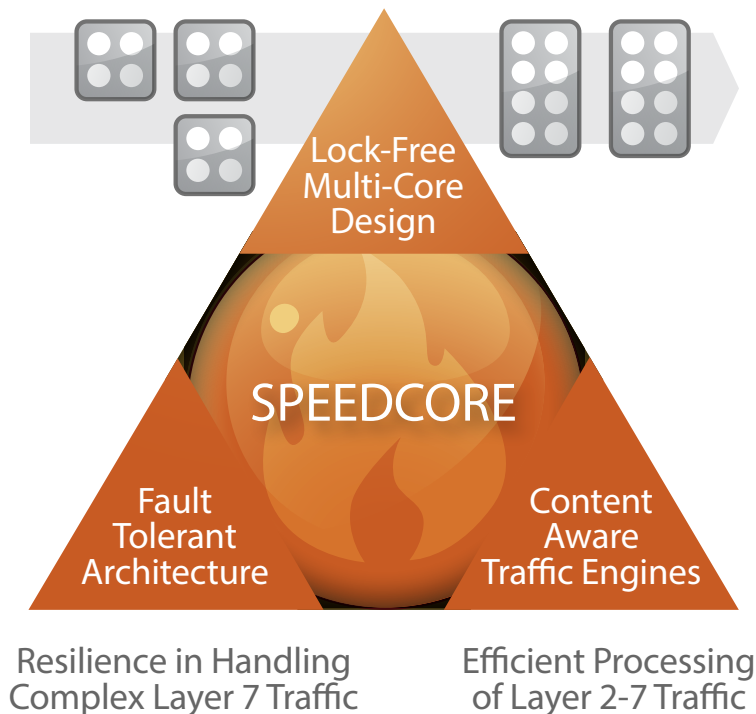 Lock-Free
Multi-Core
Design
SPEEDCORE
Fault
Tolerant
Architecture
Content
Aware
Traffic Engines
Resilience in Handling
Complex Layer 7 Traffic
Efficient Processing
of Layer 2-7 Traffic